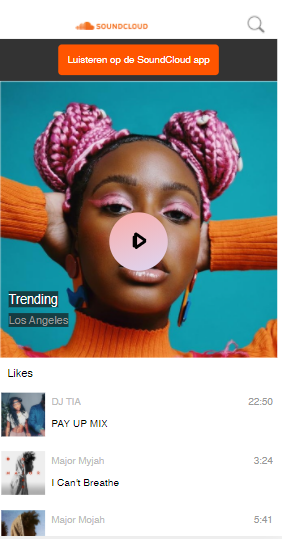 SOUNDCLOUD
Luisteren op de SoundCloud app
Trending
Los Angeles
Likes
DJ TIA
22:50
PAY UP MIX
Major Myjah
3:24
I Can't Breathe
Major Mojah
5:41